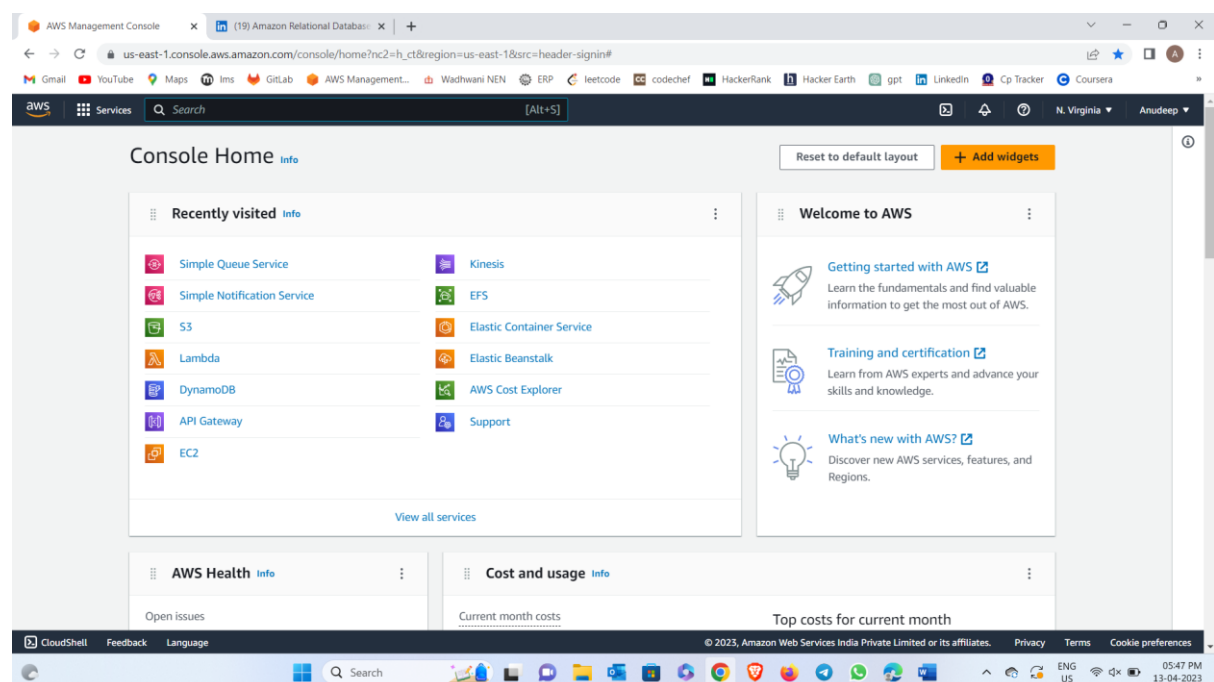 AWS Management Console
(19) Amazon Relational Database
us-east-1.console.aws.amazon.com/console/home?nc2=h_ct&region=us-east-1&src=header-signin#
A
Gmail YouTube Maps lms GitLab AWS Management... Wadhwani NEN ERP leetcode codechef HackerRank Hacker Earth gpt LinkedIn Cp Tracker Coursera »
aws Services Search [Alt+S] N. Virginia Anudeep
Console Home Info
Reset to default layout
Add widgets
Recently visited Info
Simple Queue Service
Simple Notification Service
S3
Lambda
DynamoDB
API Gateway
EC2
Kinesis
EFS
Elastic Container Service
Elastic Beanstalk
AWS Cost Explorer
Support
View all services
Welcome to AWS
Getting started with AWS
Learn the fundamentals and find valuable
information to get the most out of AWS.
Training and certification
Learn from AWS experts and advance your
skills and knowledge.
What's new with AWS?
Discover new AWS services, features, and
Regions.
AWS Health Info
Open issues
Cost and usage Info
Current month costs
Top costs for current month
CloudShell Feedback Language © 2023, Amazon Web Services India Private Limited or its affiliates. Privacy Terms Cookie preferences
Search
ENG
US
05:47 PM
13-04-2023